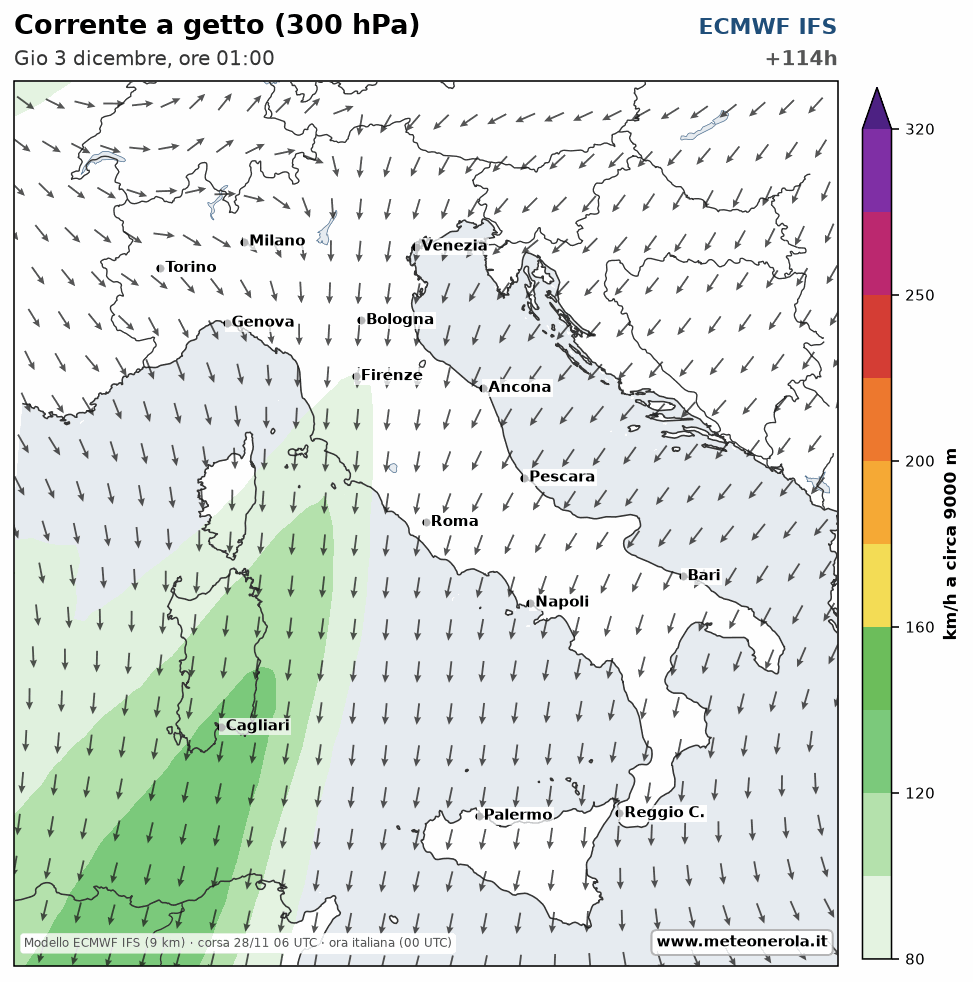 Corrente a getto (300 hPa)
ECMWF IFS
Gio 3 dicembre, ore 01:00
+114h
320
Milano
Venezia
Torino
250
Genova
Bologna
Firenze
Ancona
200
Pescara
Roma
km/h a circa 9000 m
Bari
Napoli
160
Cagliari
120
Palermo
Reggio C.
Modello ECMWF IFS (9 km) · corsa 28/11 06 UTC · ora italiana (00 UTC)
www.meteonerola.it
80